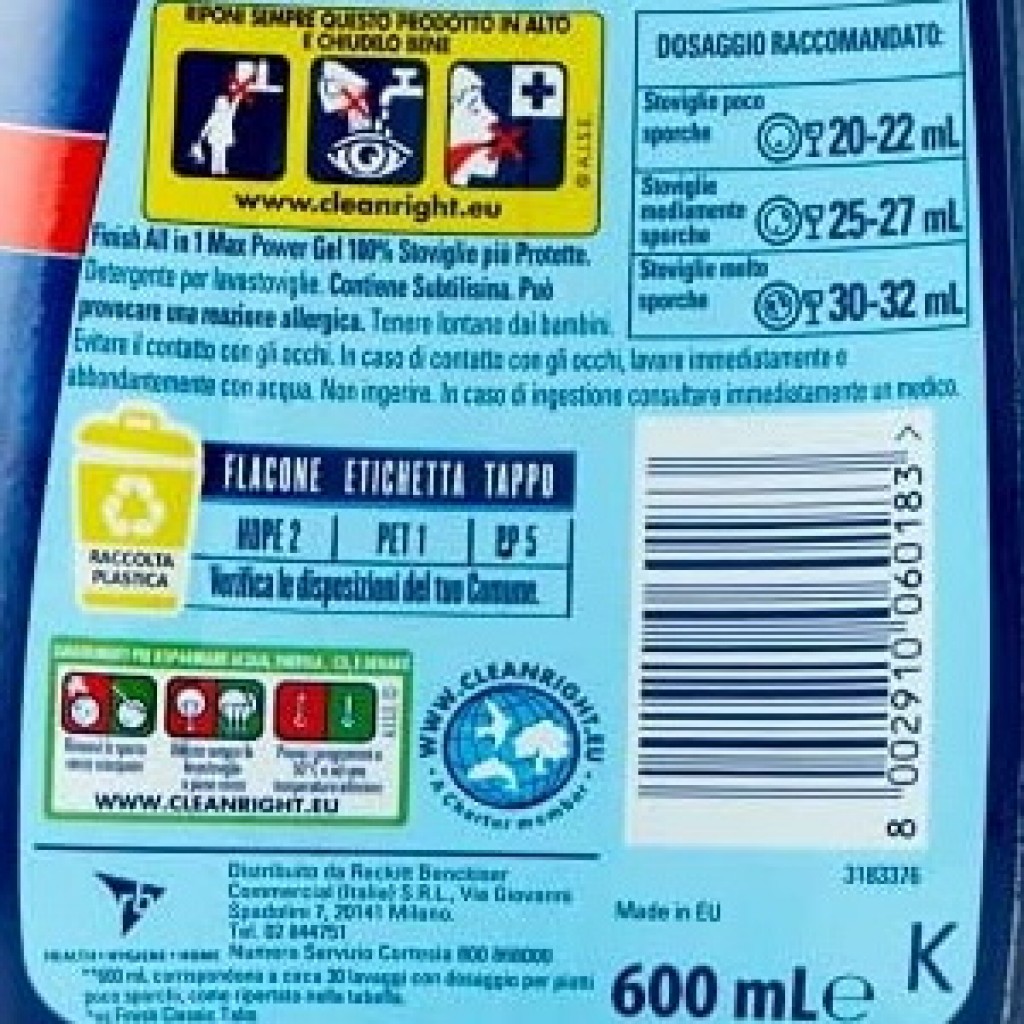 RIPONI SEMPRE QUESTO PRODOTTO IN ALTO
E CHIUDILO BENE
© A.I.S.E.
www.cleanright.eu
DOSAGGIO RACCOMANDATO:
Stoviglie poco
sporche
20-22 mL
Stoviglie
mediamente
sporche
25-27 mL
Stoviglie molto
sporche
30-32 mL
Finish All in 1 Max Power Gel 100% Stoviglie più Protette.
Detergente per lavastoviglie. Contiene Subtilisina. Può
provocare una reazione allergica. Tenere lontano dai bambini.
Evitare il contatto con gli occhi. In caso di contatto con gli occhi, lavare immediatamente e
abbondantemente con acqua. Non ingerire. In caso di ingestione consultare immediatamente un medico.
RACCOLTA
PLASTICA
FLACONE ETICHETTA TAPPO
HDPE 2 PET 1 PP 5
Verifica le disposizioni del tuo Comune.
WWW.CLEANRIGHT.EU
WWW.CLEANRIGHT.EU
A Charter member
8 002910 060183 >
3183376
Distribuito da Reckitt Benckiser
Commercial (Italia) S.R.L., Via Giovanni
Spadolini 7, 20141 Milano.
Tel. 02 844751
HEALTH • HYGIENE • HOME
Numero Servizio Cortesia 800
Made in EU
K
600 mL e
**600 mL corrispondono a circa 30 lavaggi con dosaggio per piatti
poco sporchi, come riportato nella tabella.
*vs Finish Classic Tabs